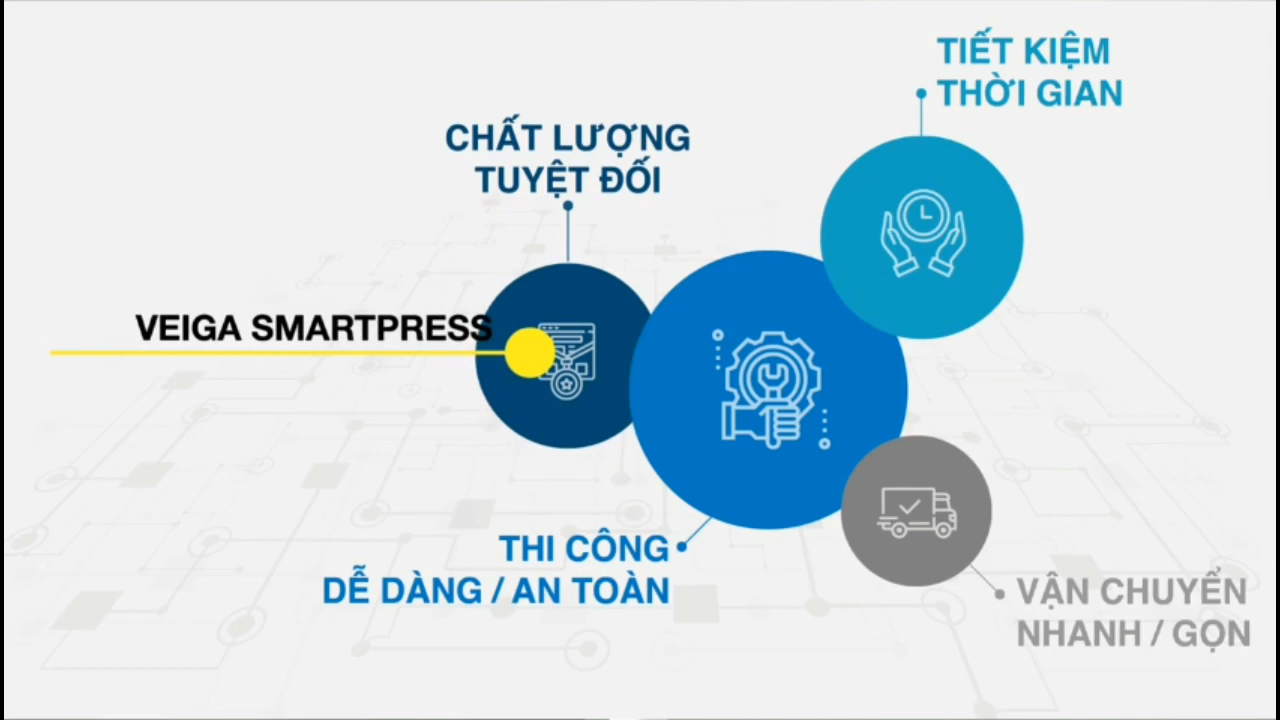 TIẾT KIỆM
THỜI GIAN
CHẤT LƯỢNG
TUYỆT ĐỐI
VEIGA SMARTPRESS
THI CÔNG
DỄ DÀNG / AN TOÀN
VẬN CHUYỂN
NHANH / GỌN